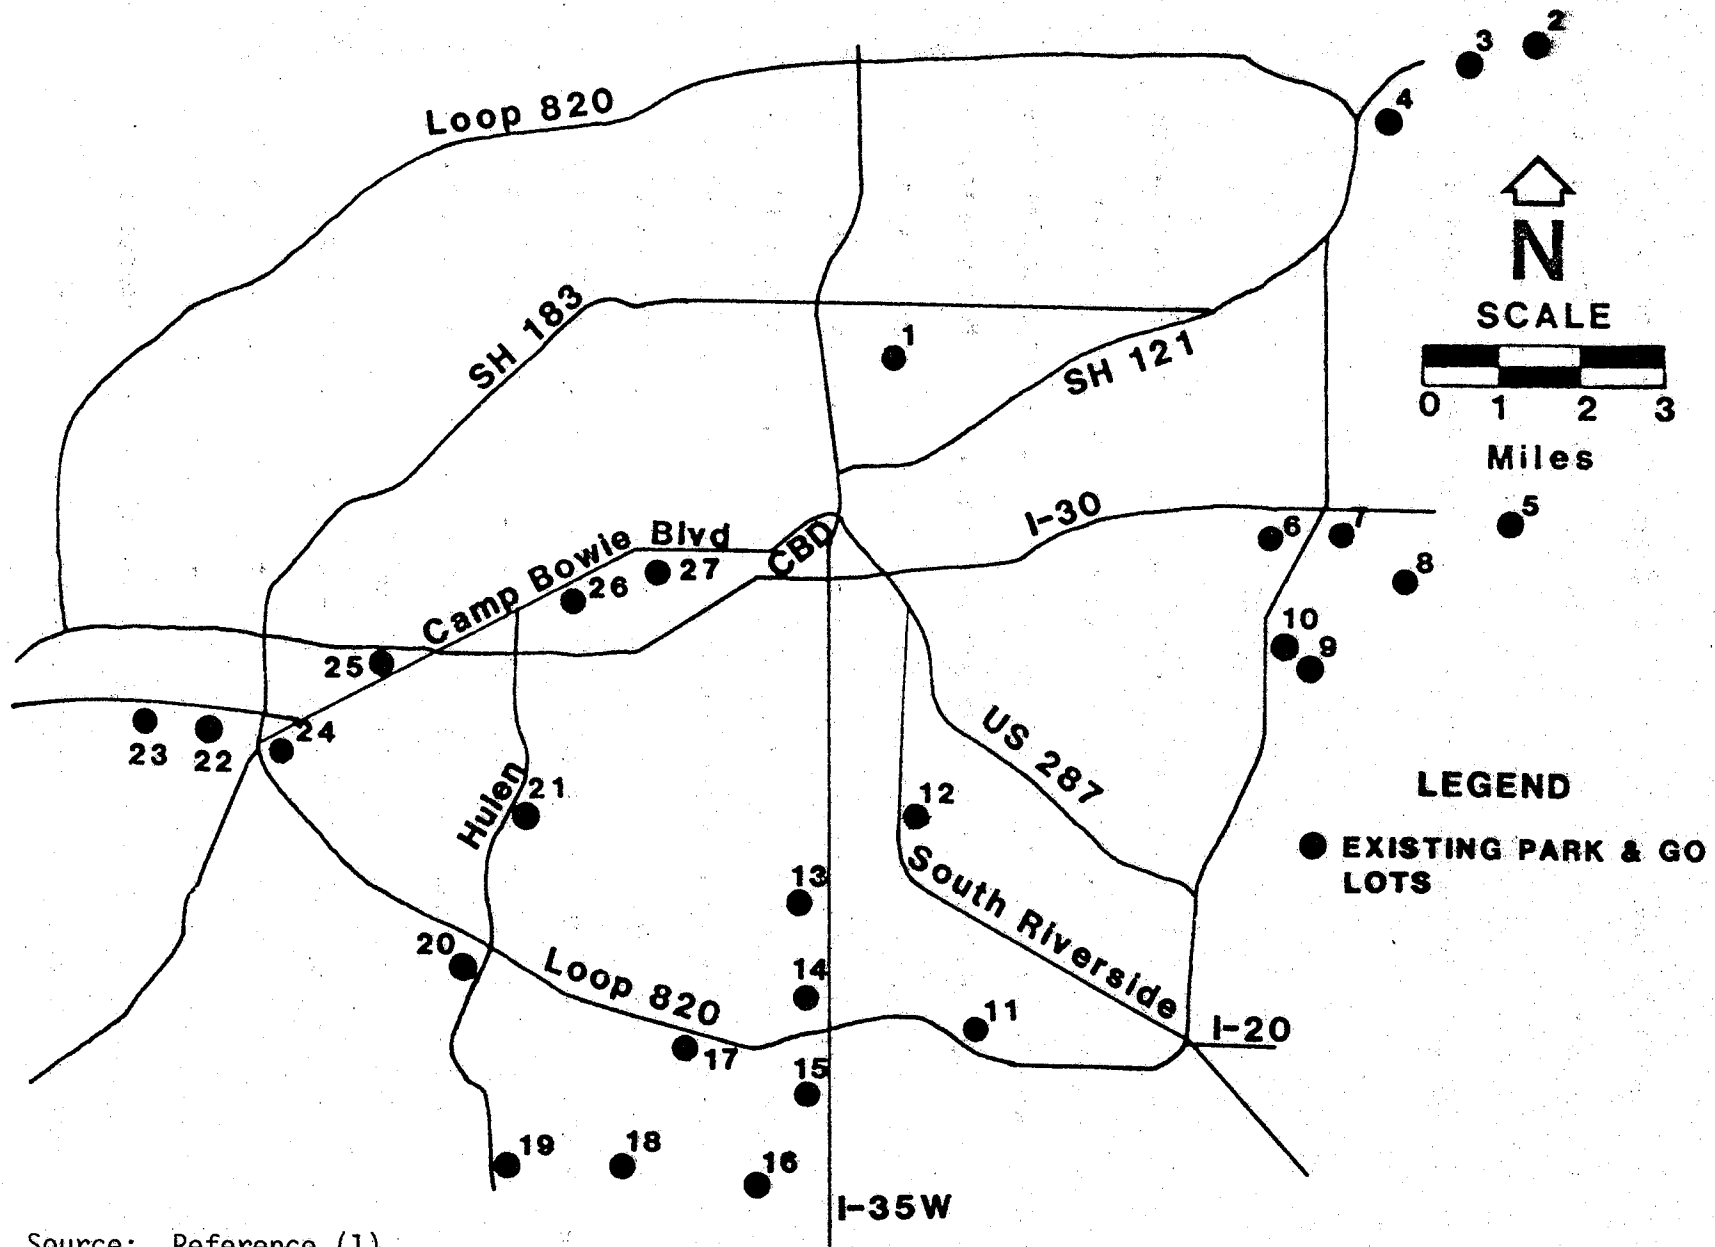 2
3
4
Loop 820
N
SCALE
0 1 2 3
Miles
SH 183
1
SH 121
5
I-30
6
7
8
CBD
Camp Bowie Blvd
27
26
10
9
25
24
23
22
US 287
Hulen
21
12
LEGEND
EXISTING PARK & GO
LOTS
13
South Riverside
20
14
Loop 820
11
I-20
17
15
19
18
16
I-35W
Source: Reference (1)